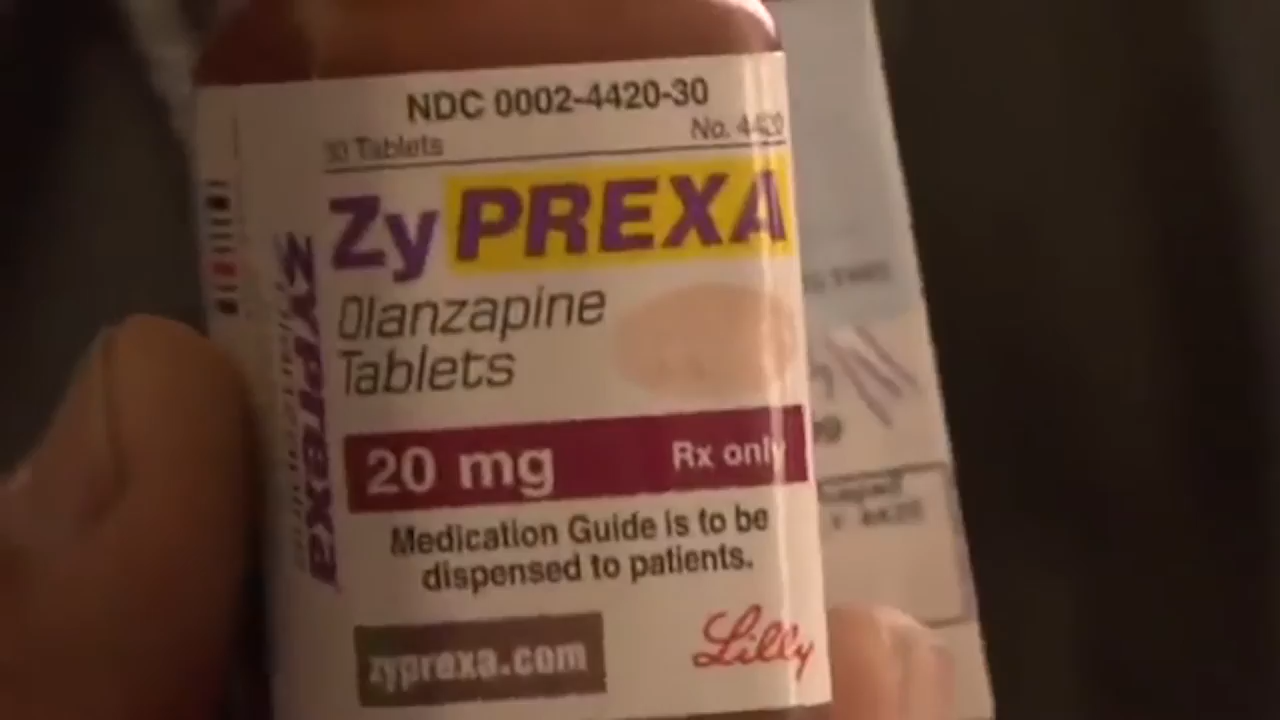 NDC 0002-4420-30
30 Tablets No. 4420
ZyPREXA
Olanzapine
Tablets
20 mg Rx only
Medication Guide is to be
dispensed to patients.
zyprexa.com Lilly
ZYPREXA